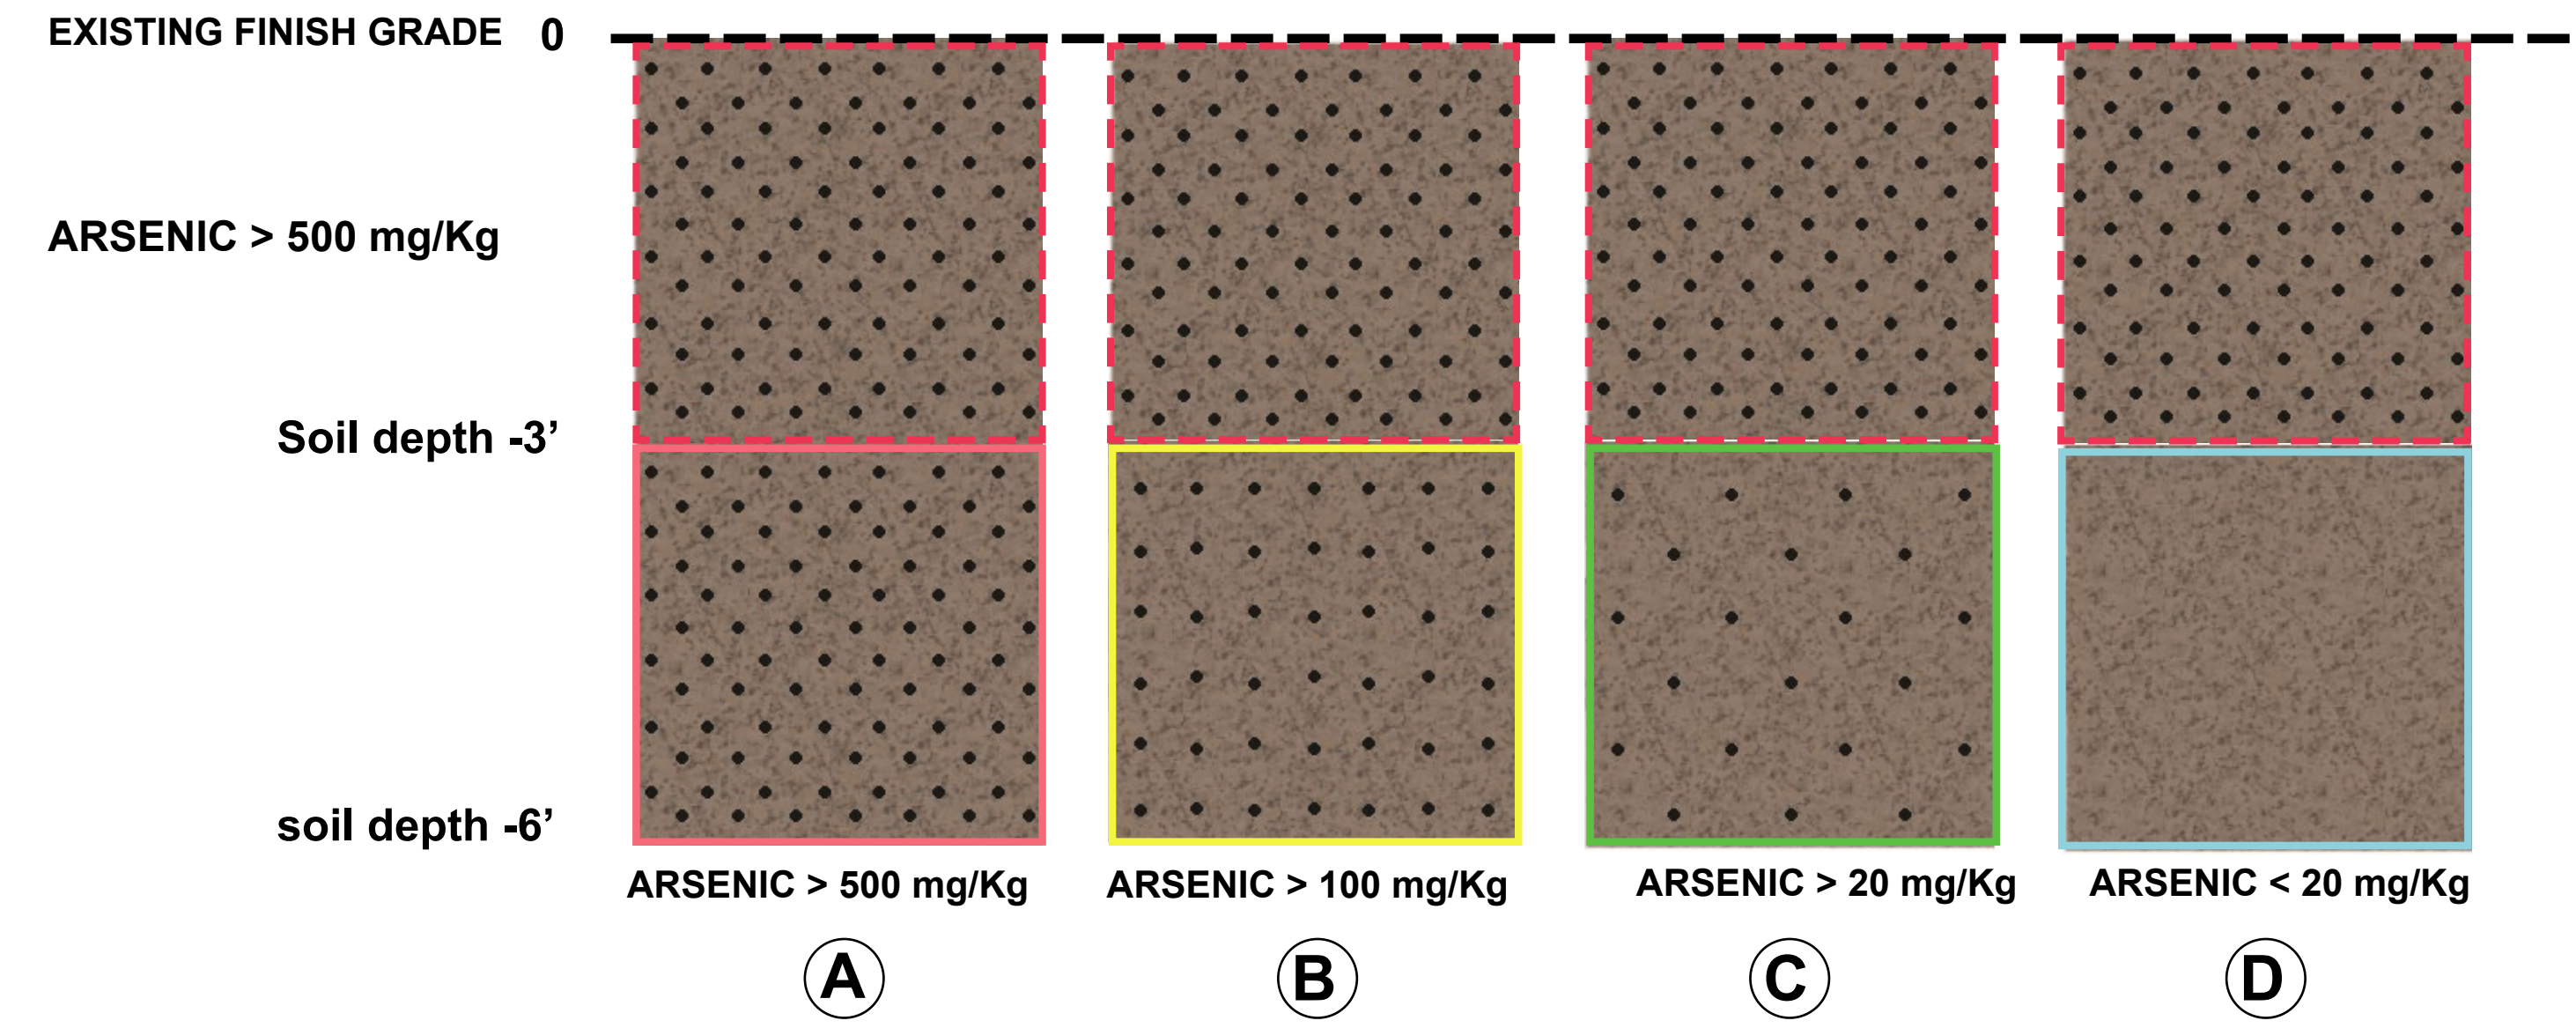 EXISTING FINISH GRADE 0
ARSENIC > 500 mg/Kg
Soil depth -3’
soil depth -6’
ARSENIC > 500 mg/Kg
ARSENIC > 100 mg/Kg
ARSENIC > 20 mg/Kg
ARSENIC < 20 mg/Kg
A
B
C
D